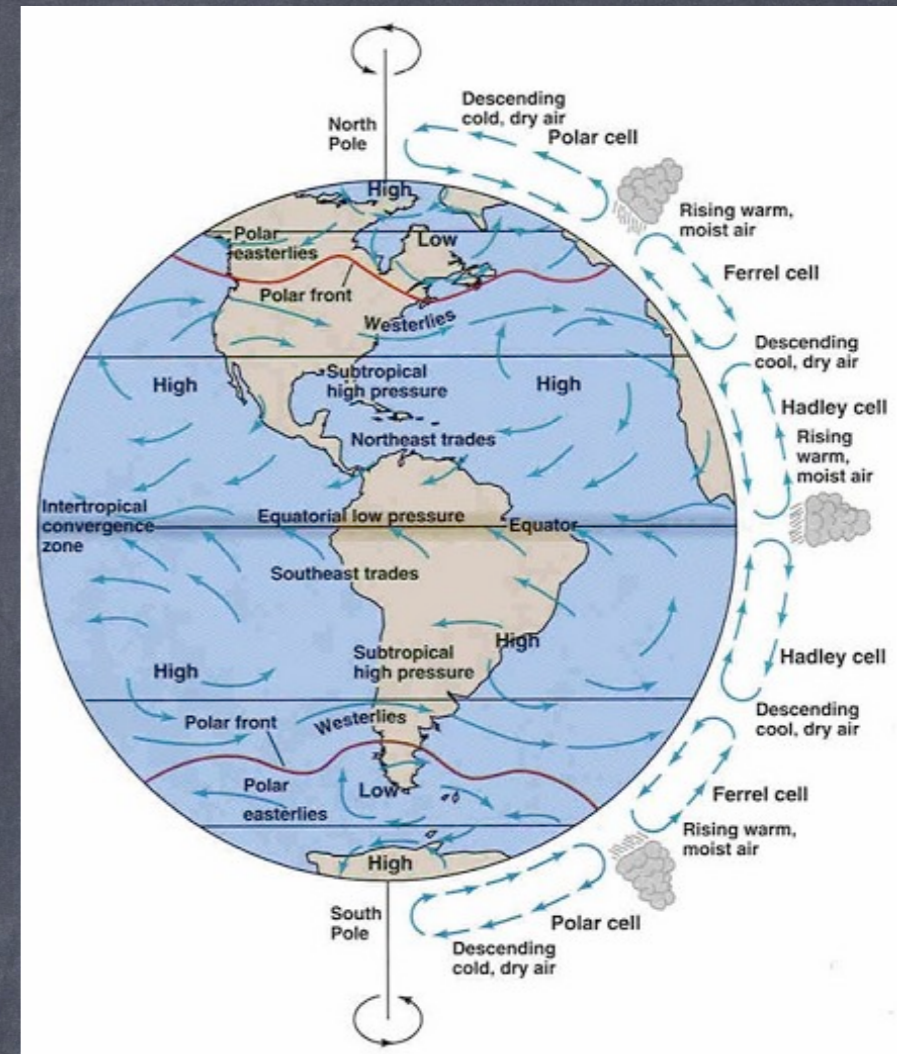 North
Pole
Descending
cold, dry air
Polar cell
Rising warm,
moist air
Ferrel cell
Descending
cool, dry air
Hadley cell
Rising
warm,
moist air
High
Polar
easterlies
Low
Polar front
Westerlies
High
Subtropical
high pressure
High
Northeast trades
Intertropical
convergence
zone
Equatorial low pressure
Equator
Southeast trades
High
High
Subtropical
high pressure
Hadley cell
Descending
cool, dry air
Polar front
Westerlies
Polar
easterlies
Low
Ferrel cell
Rising warm,
moist air
High
South
Pole
Polar cell
Descending
cold, dry air